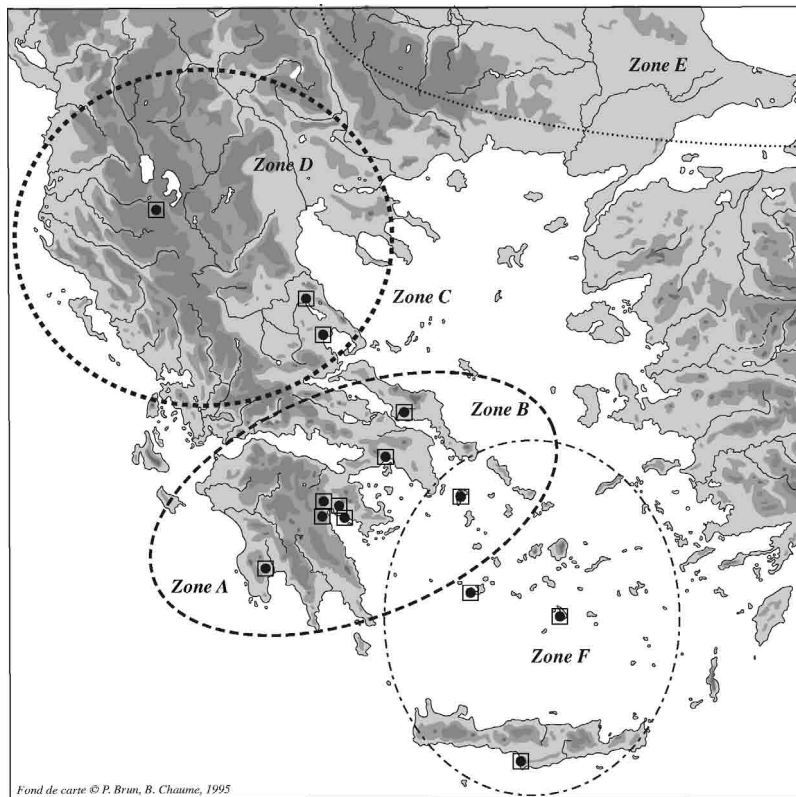 Zone E
Zone D
Zone C
Zone B
Zone A
Zone F
Fond de carte © P. Brun, B. Chaume, 1995